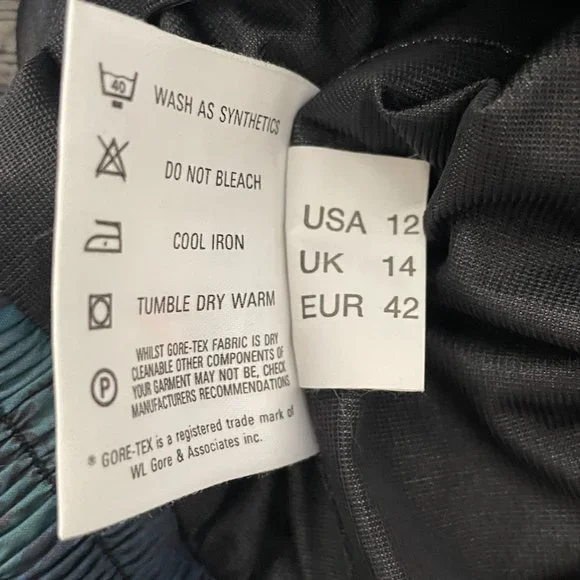 40 WASH AS SYNTHETICS
DO NOT BLEACH
COOL IRON
TUMBLE DRY WARM
P WHILST GORE-TEX FABRIC IS DRY
CLEANABLE OTHER COMPONENTS OF
YOUR GARMENT MAY NOT BE, CHECK
MANUFACTURERS RECOMMENDATIONS
® GORE-TEX is a registered trade mark of
WL Gore & Associates inc.
USA 12
UK 14
EUR 42